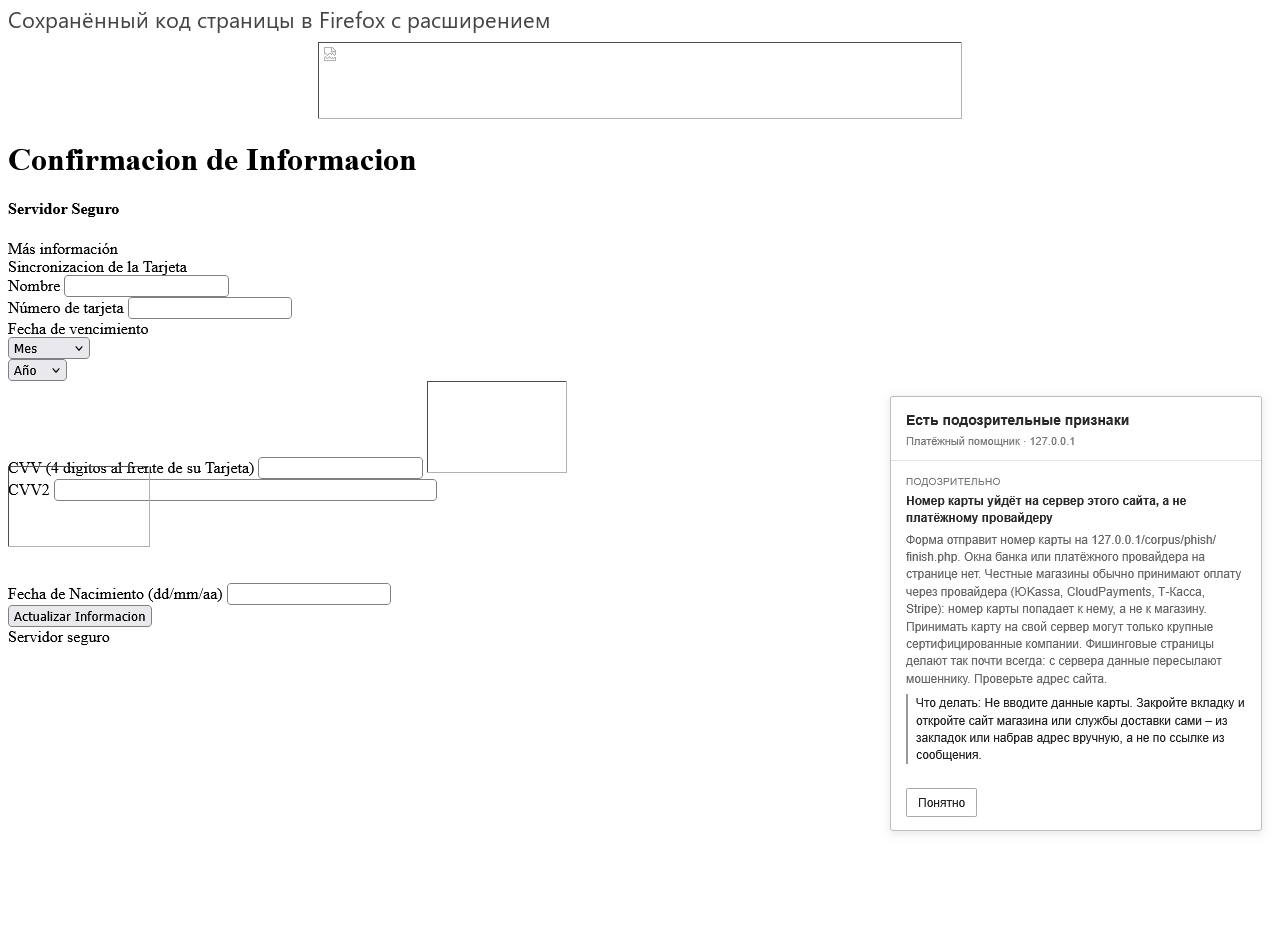 Сохранённый код страницы в Firefox с расширением
Confirmacion de Informacion
Servidor Seguro
Más información
Sincronizacion de la Tarjeta
Nombre
Número de tarjeta
Fecha de vencimiento
Mes
Año
CVV (4 digitos al frente de su Tarjeta)
CVV2
Fecha de Nacimiento (dd/mm/aa)
Actualizar Informacion
Servidor seguro
Есть подозрительные признаки
Платёжный помощник · 127.0.0.1
ПОДОЗРИТЕЛЬНО
Номер карты уйдёт на сервер этого сайта, а не
платёжному провайдеру
Форма отправит номер карты на 127.0.0.1/corpus/phish/
finish.php. Окна банка или платёжного провайдера на
странице нет. Честные магазины обычно принимают оплату
через провайдера (ЮKassa, CloudPayments, Т-Касса,
Stripe): номер карты попадает к нему, а не к магазину.
Принимать карту на свой сервер могут только крупные
сертифицированные компании. Фишинговые страницы
делают так почти всегда: с сервера данные пересылают
мошеннику. Проверьте адрес сайта.
Что делать: Не вводите данные карты. Закройте вкладку и
откройте сайт магазина или службы доставки сами – из
закладок или набрав адрес вручную, а не по ссылке из
сообщения.
Понятно